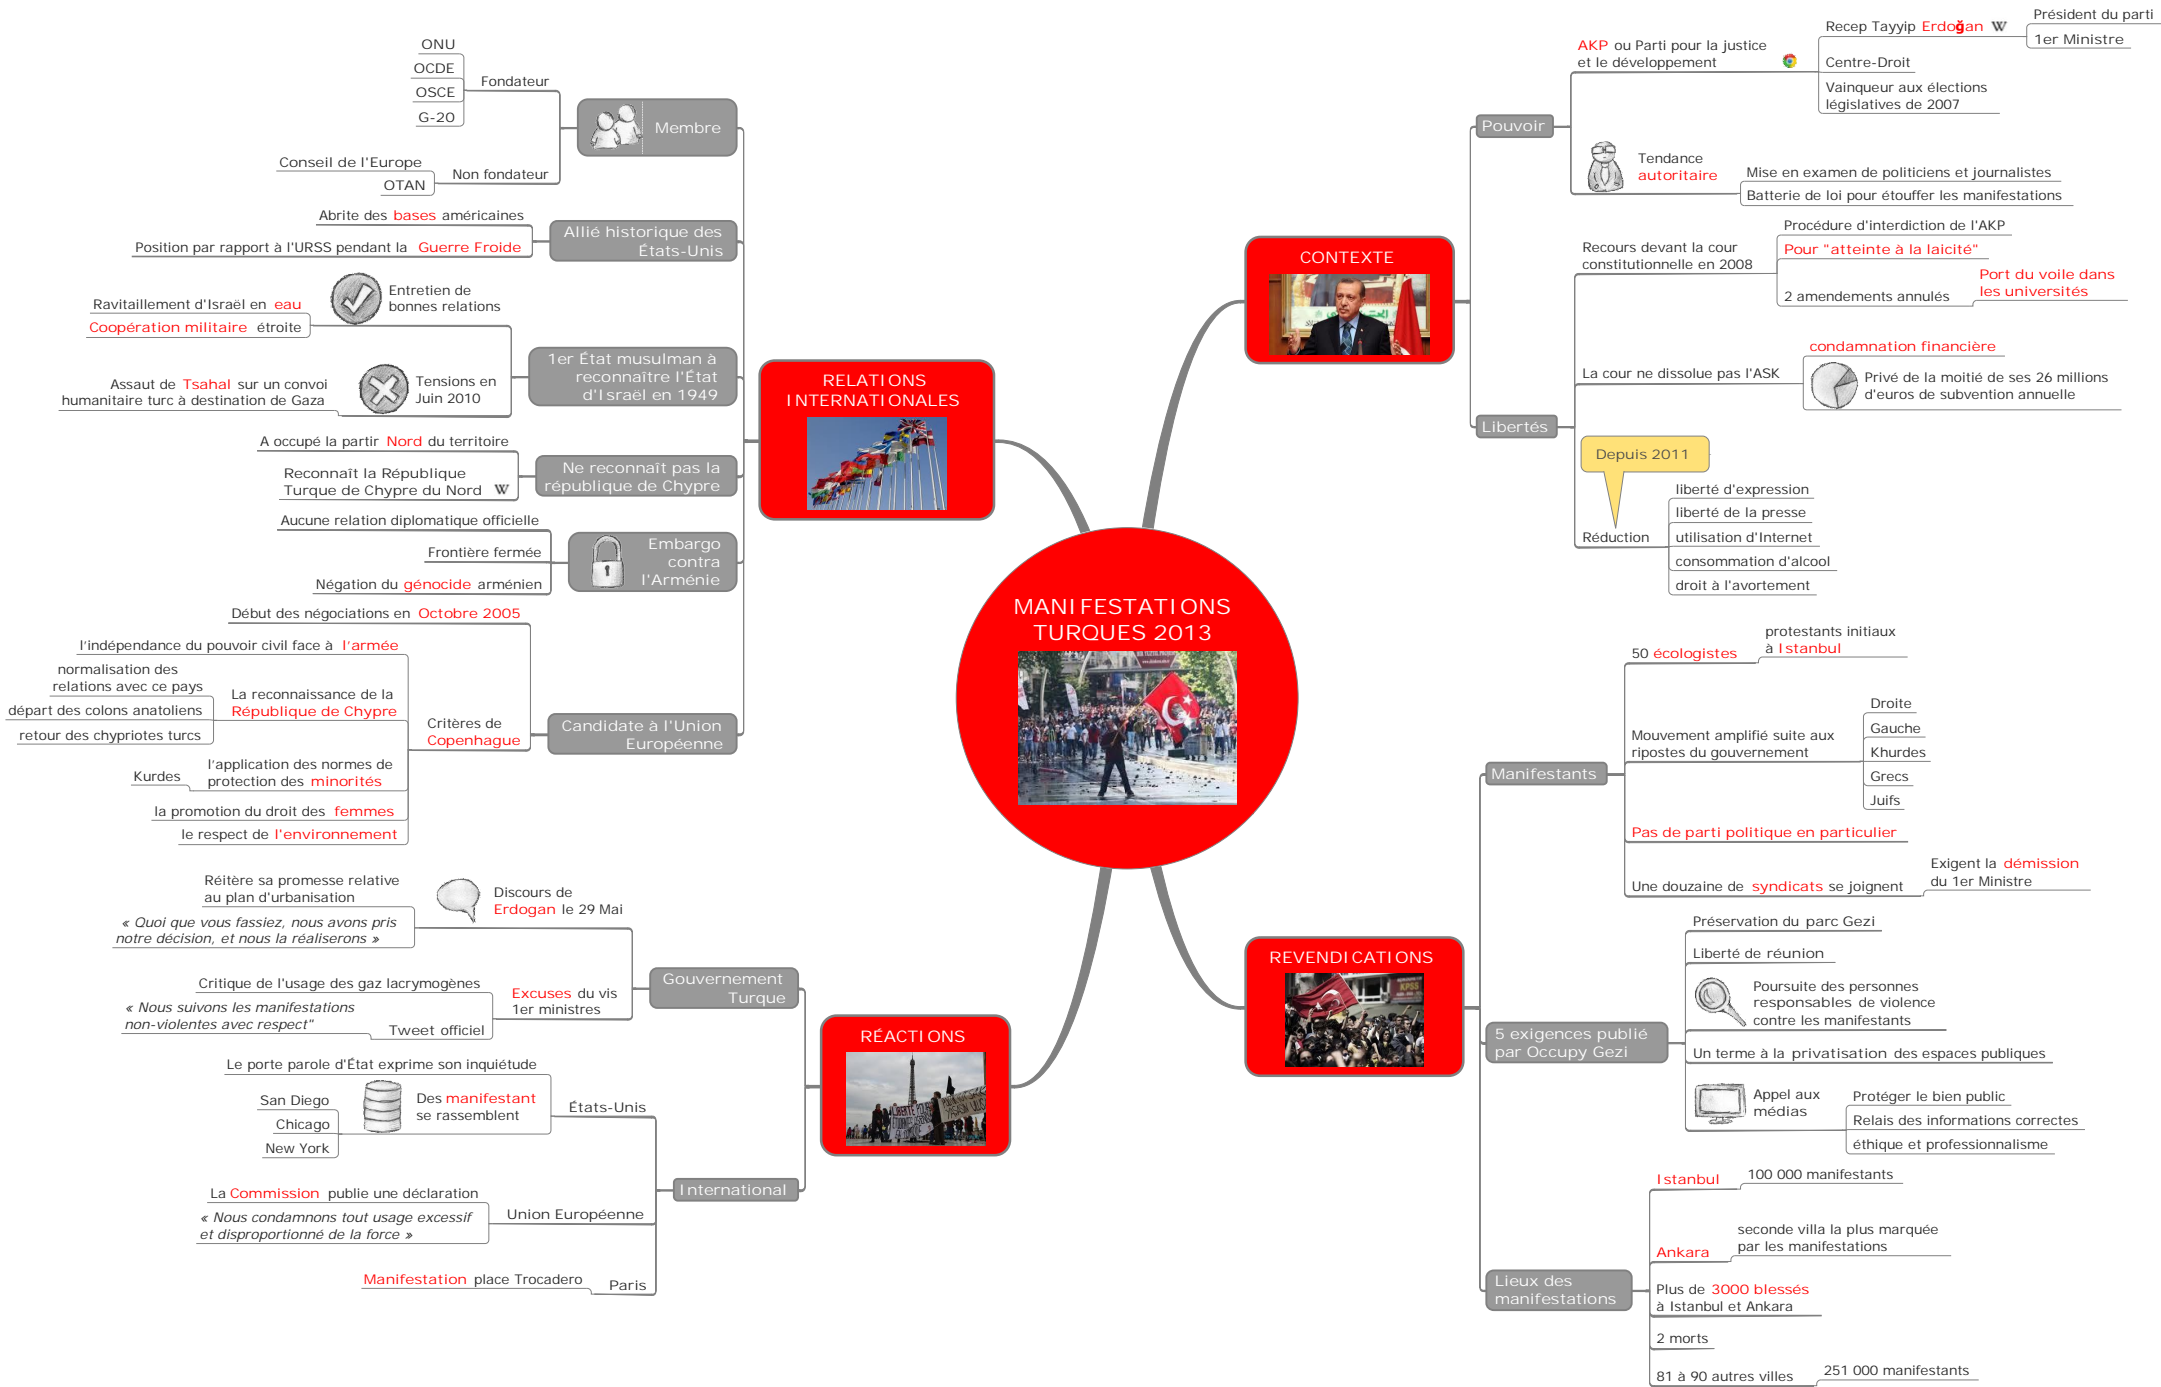 MANIFESTATIONS
TURQUES 2013
CONTEXTE
Pouvoir
AKP ou Parti pour la justice
et le développement
Recep Tayyip Erdoğan W
Président du parti
1er Ministre
Centre-Droit
Vainqueur aux élections
législatives de 2007
Tendance
autoritaire
Mise en examen de politiciens et journalistes
Batterie de loi pour étouffer les manifestations
Libertés
Recours devant la cour
constitutionnelle en 2008
Procédure d'interdiction de l'AKP
Pour "atteinte à la laicité"
2 amendements annulés
Port du voile dans
les universités
La cour ne dissolue pas l'ASK
condamnation financière
Privé de la moitié de ses 26 millions
d'euros de subvention annuelle
Depuis 2011
Réduction
liberté d'expression
liberté de la presse
utilisation d'Internet
consommation d'alcool
droit à l'avortement
REVENDICATIONS
KPSS
Manifestants
50 écologistes
protestants initiaux
à Istanbul
Mouvement amplifié suite aux
ripostes du gouvernement
Droite
Gauche
Khurdes
Grecs
Juifs
Pas de parti politique en particulier
Une douzaine de syndicats se joignent
Exigent la démission
du 1er Ministre
5 exigences publié
par Occupy Gezi
Préservation du parc Gezi
Liberté de réunion
Poursuite des personnes
responsables de violence
contre les manifestants
Un terme à la privatisation des espaces publiques
Appel aux
médias
Protéger le bien public
Relais des informations correctes
éthique et professionnalisme
Lieux des
manifestations
Istanbul
100 000 manifestants
Ankara
seconde villa la plus marquée
par les manifestations
Plus de 3000 blessés
à Istanbul et Ankara
2 morts
81 à 90 autres villes
251 000 manifestants
RELATIONS
INTERNATIONALES
Membre
Fondateur
ONU
OCDE
OSCE
G-20
Non fondateur
Conseil de l'Europe
OTAN
Allié historique des
États-Unis
Abrite des bases américaines
Position par rapport à l'URSS pendant la Guerre Froide
1er État musulman à
reconnaître l'État
d'Israël en 1949
Entretien de
bonnes relations
Ravitaillement d'Israël en eau
Coopération militaire étroite
Tensions en
Juin 2010
Assaut de Tsahal sur un convoi
humanitaire turc à destination de Gaza
Ne reconnaît pas la
république de Chypre
A occupé la partir Nord du territoire
Reconnaît la République
Turque de Chypre du Nord W
Embargo
contra
l'Arménie
Aucune relation diplomatique officielle
Frontière fermée
Négation du génocide arménien
Candidate à l'Union
Européenne
Début des négociations en Octobre 2005
Critères de
Copenhague
l'indépendance du pouvoir civil face à l'armée
La reconnaissance de la
République de Chypre
normalisation des
relations avec ce pays
départ des colons anatoliens
retour des chypriotes turcs
l'application des normes de
protection des minorités
Kurdes
la promotion du droit des femmes
le respect de l'environnement
RÉACTIONS
Gouvernement
Turque
Discours de
Erdogan le 29 Mai
Réitère sa promesse relative
au plan d'urbanisation
« Quoi que vous fassiez, nous avons pris
notre décision, et nous la réaliserons »
Excuses du vis
1er ministres
Critique de l'usage des gaz lacrymogènes
Tweet officiel
« Nous suivons les manifestations
non-violentes avec respect"
International
États-Unis
Le porte parole d'État exprime son inquiétude
Des manifestant
se rassemblent
San Diego
Chicago
New York
Union Européenne
La Commission publie une déclaration
« Nous condamnons tout usage excessif
et disproportionné de la force »
Paris
Manifestation place Trocadero